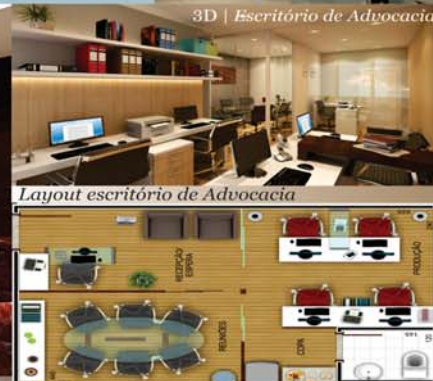 3D | Escritório de Advocacia
Layout escritório de Advocacia
RECEPÇÃO/
ESPERA
PRODUÇÃO
REUNIÕES
COPA